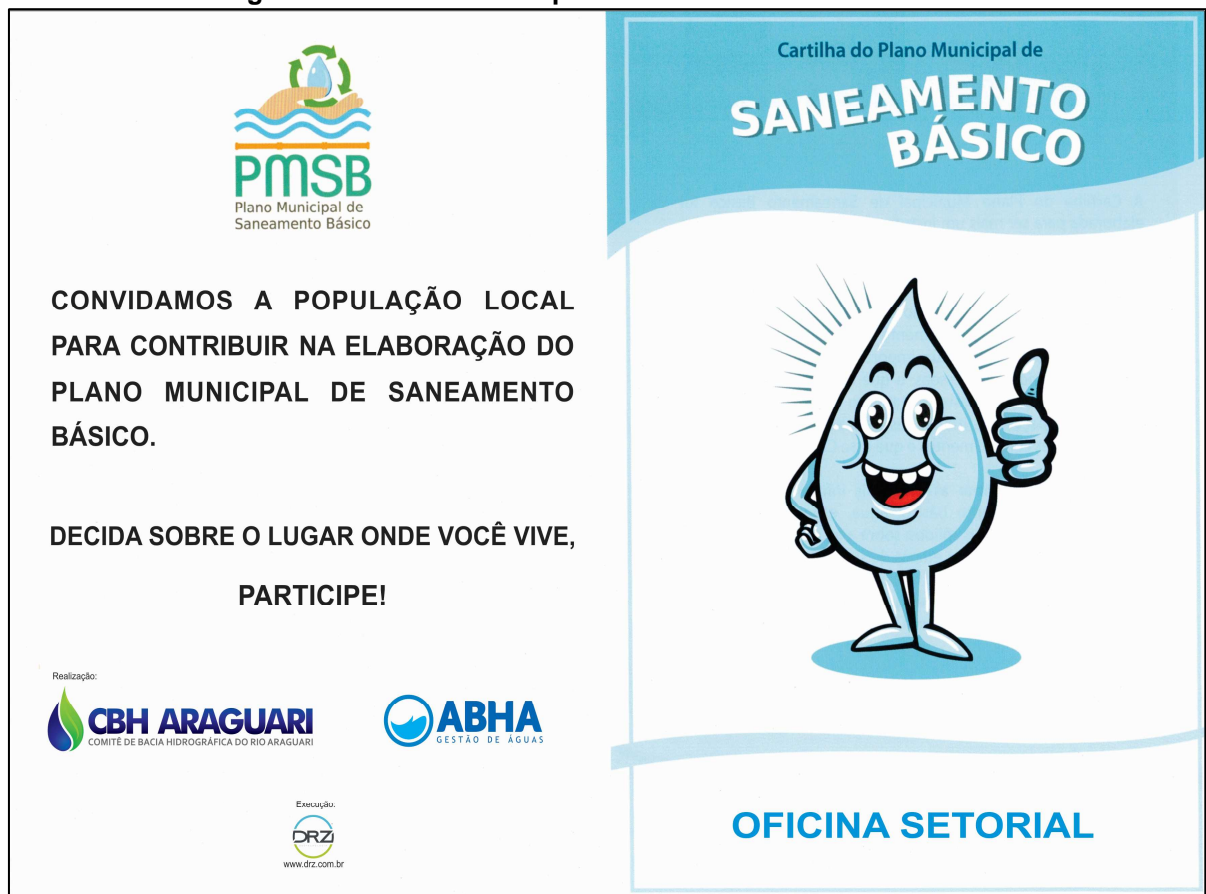 PMSB
Plano Municipal de
Saneamento Básico
CONVIDAMOS A POPULAÇÃO LOCAL
PARA CONTRIBUIR NA ELABORAÇÃO DO
PLANO MUNICIPAL DE SANEAMENTO
BÁSICO.
DECIDA SOBRE O LUGAR ONDE VOCÊ VIVE,
PARTICIPE!
Realização:
CBH ARAGUARI
COMITÊ DE BACIA HIDROGRÁFICA DO RIO ARAGUARI
ABHA
GESTÃO DE ÁGUAS
Execução:
DRZ
www.drz.com.br
Cartilha do Plano Municipal de
SANEAMENTO
BÁSICO
OFICINA SETORIAL